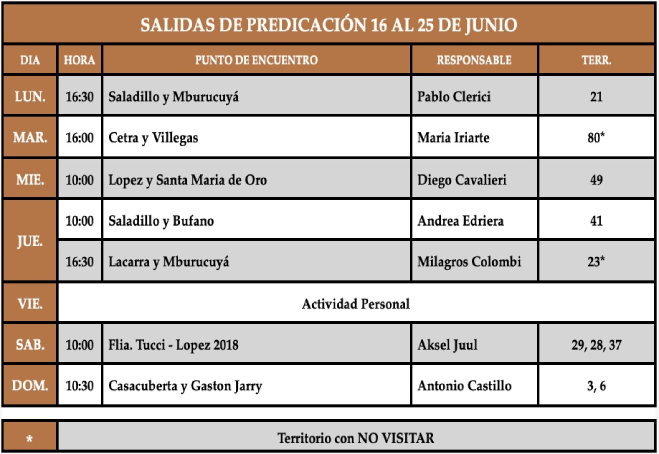 SALIDAS DE PREDICACIÓN 16 AL 25 DE JUNIO
DIA HORA PUNTO DE ENCUENTRO RESPONSABLE TERR.
LUN. 16:30 Saladillo y Mburucuyá Pablo Clerici 21
MAR. 16:00 Cetra y Villegas Maria Iriarte 80*
MIE. 10:00 Lopez y Santa Maria de Oro Diego Cavalieri 49
JUE. 10:00 Saladillo y Bufano Andrea Edriera 41
16:30 Lacarra y Mburucuyá Milagros Colombi 23*
VIE. Actividad Personal
SAB. 10:00 Flia. Tucci - Lopez 2018 Aksel Juul 29, 28, 37
DOM. 10:30 Casacuberta y Gaston Jarry Antonio Castillo 3, 6
* Territorio con NO VISITAR